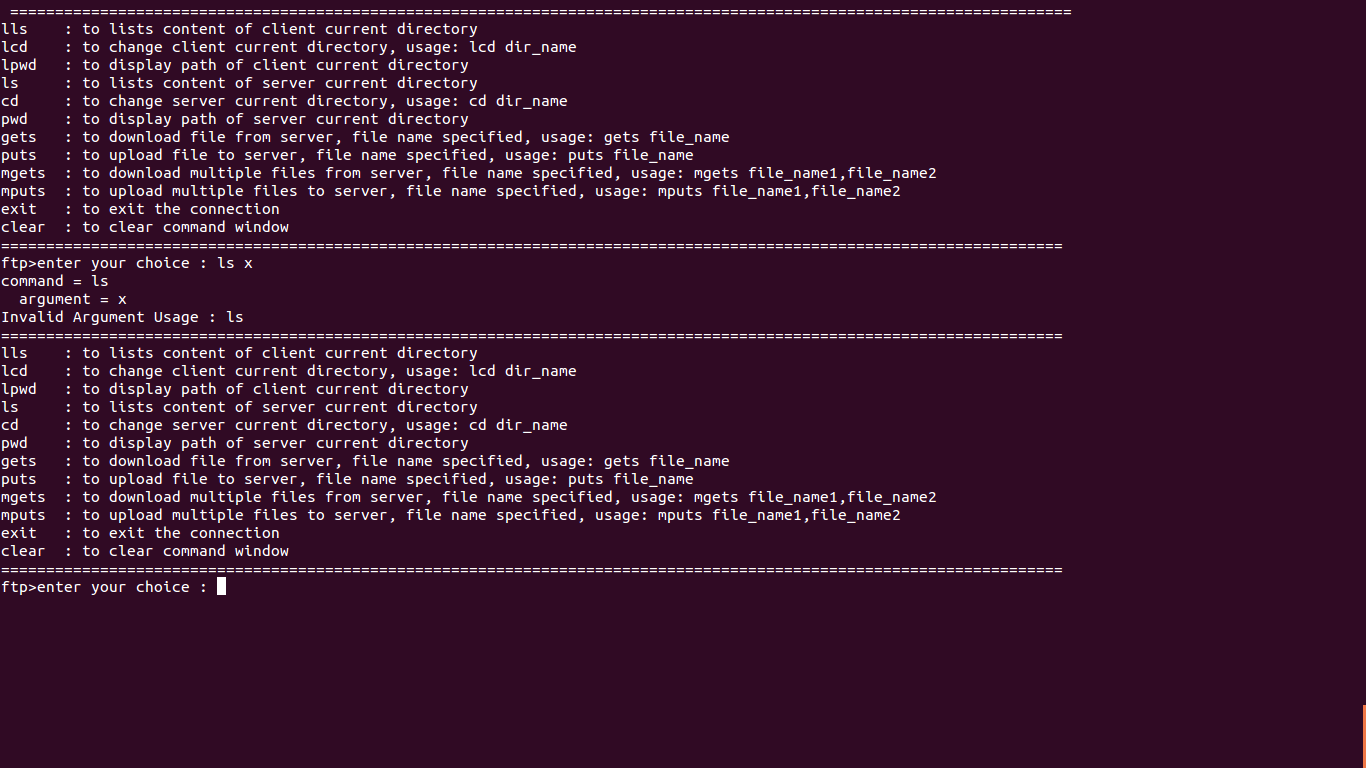 ======================================================================================================================
lls    : to lists content of client current directory
lcd    : to change client current directory, usage: lcd dir_name
lpwd   : to display path of client current directory
ls     : to lists content of server current directory
cd     : to change server current directory, usage: cd dir_name
pwd    : to display path of server current directory
gets   : to download file from server, file name specified, usage: gets file_name
puts   : to upload file to server, file name specified, usage: puts file_name
mgets  : to download multiple files from server, file name specified, usage: mgets file_name1,file_name2
mputs  : to upload multiple files to server, file name specified, usage: mputs file_name1,file_name2
exit   : to exit the connection
clear  : to clear command window
======================================================================================================================
ftp>enter your choice : ls x
command = ls
  argument = x
Invalid Argument Usage : ls
======================================================================================================================
lls    : to lists content of client current directory
lcd    : to change client current directory, usage: lcd dir_name
lpwd   : to display path of client current directory
ls     : to lists content of server current directory
cd     : to change server current directory, usage: cd dir_name
pwd    : to display path of server current directory
gets   : to download file from server, file name specified, usage: gets file_name
puts   : to upload file to server, file name specified, usage: puts file_name
mgets  : to download multiple files from server, file name specified, usage: mgets file_name1,file_name2
mputs  : to upload multiple files to server, file name specified, usage: mputs file_name1,file_name2
exit   : to exit the connection
clear  : to clear command window
======================================================================================================================
ftp>enter your choice :